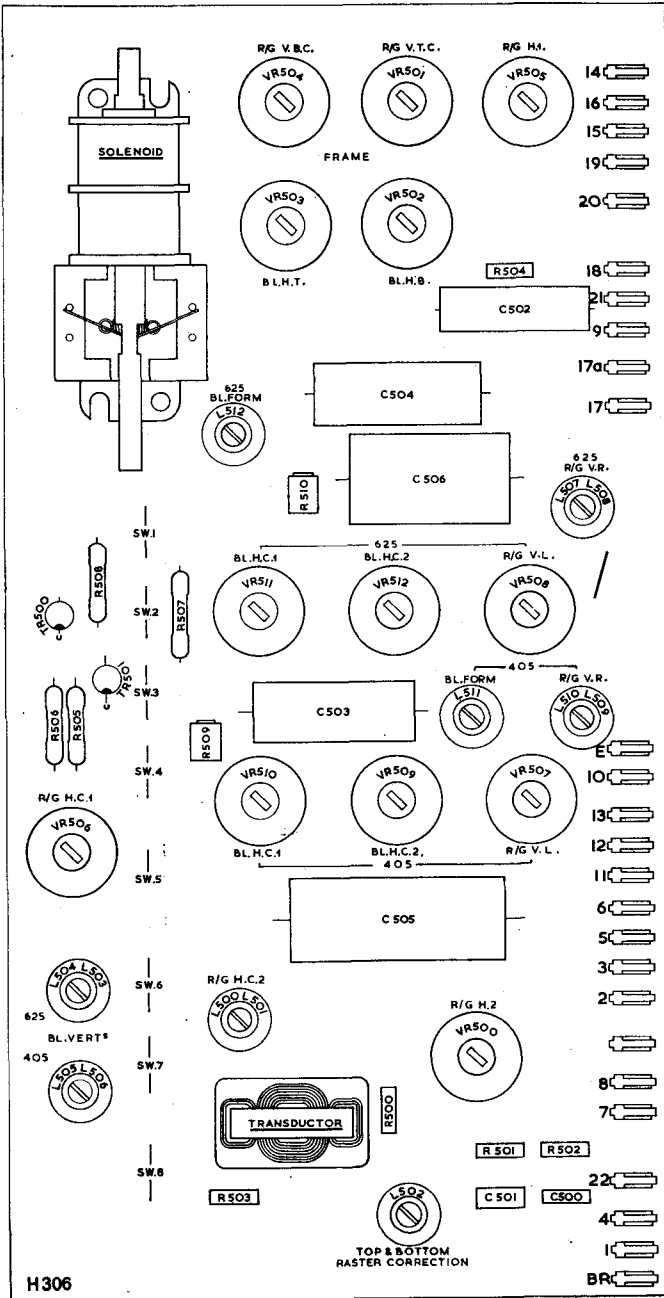 R/G V.B.C. R/G V.T.C. R/G H.1.
VR504 VR501 VR505 14
16
15
SOLENOID
FRAME
19
VR503 VR502 20
BL.H.T. BL.H.B.
R504 18
21
C502
9
C504 17a
625
BL.FORM
L512
17
625
R/G V.R.
L507 L508
C506
R510
SW.1
625
BL.H.C.1 BL.H.C.2 R/G V.L.
R508
VR511 VR512 VR508
TR500 SW.2 R507
c
405
BL.FORM R/G V.R.
TR501 SW.3
c
L511 L510 L509
C503
R506 R505
R509
E
SW.4
VR510 VR509 VR507
10
R/G H.C.1
13
VR506
12
BL.H.C.1 BL.H.C.2, R/G V.L.
405
SW.5
11
6
C505
5
3
L504 L503 SW.6
R/G H.C.2
L500 L501
2
R/G H.2
625
BL.VERTS
405
VR500
L505 L506 SW.7
8
7
TRANSDUCTOR
R500
R501 R502
SW.8
22
R503
L502
C501 C500
4
TOP & BOTTOM
RASTER CORRECTION
1
H306
BR